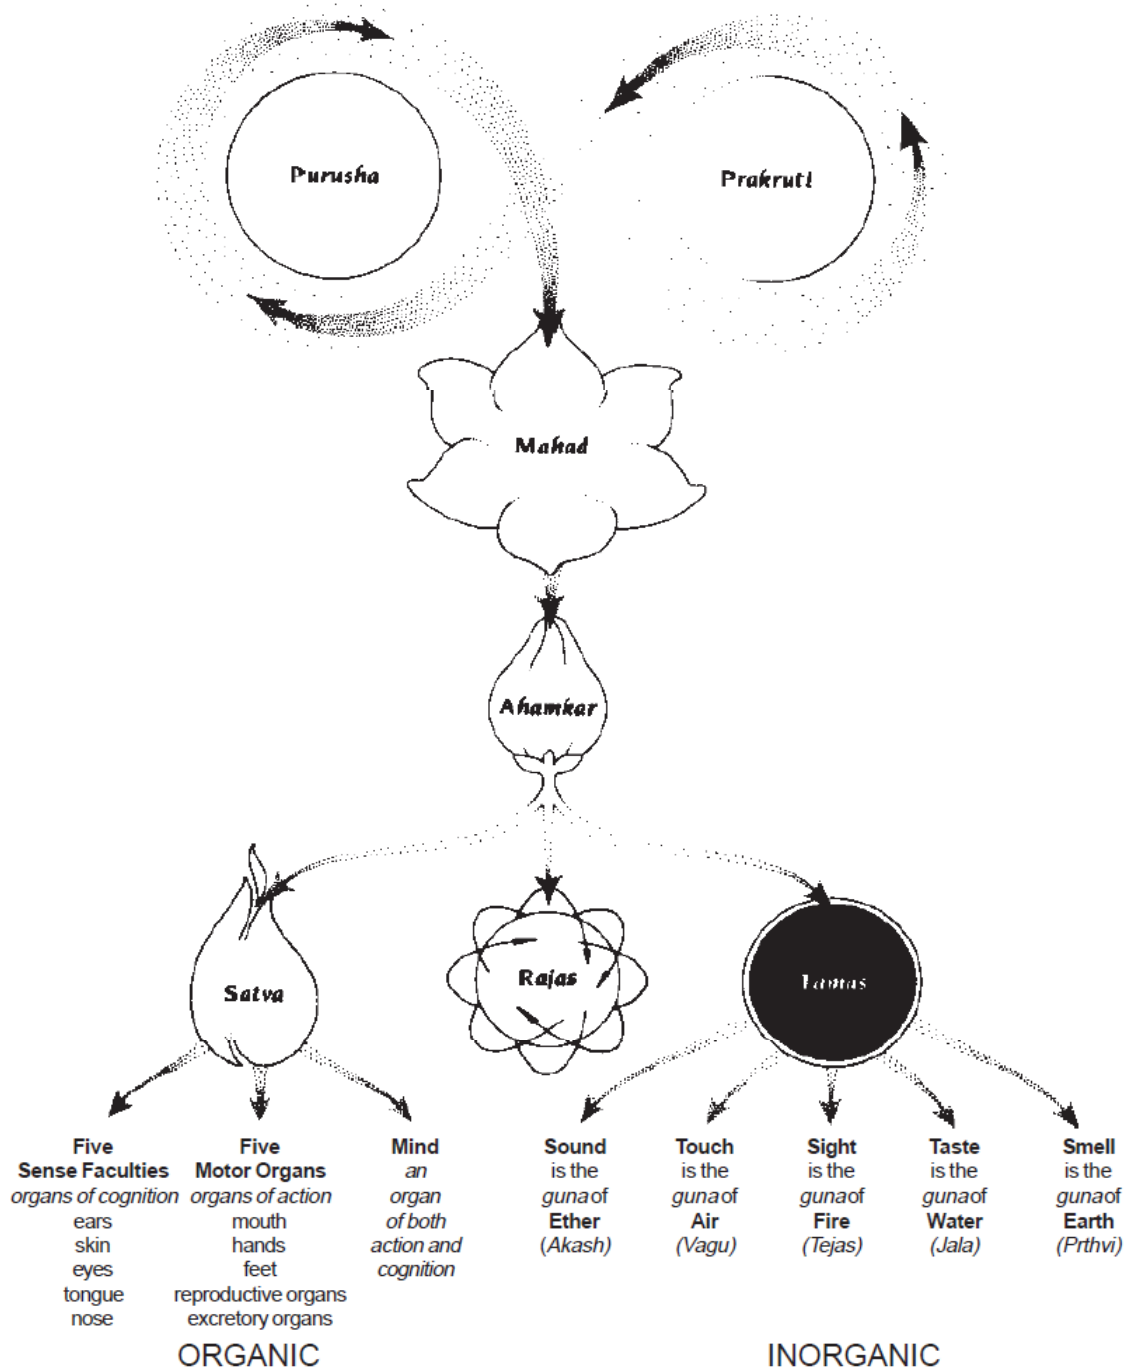 Purusha
Prakruti
Mahad
Ahamkar
Satva
Rajas
Tamas
Five
Sense Faculties
organs of cognition
ears
skin
eyes
tongue
nose
Five
Motor Organs
organs of action
mouth
hands
feet
reproductive organs
excretory organs
Mind
an
organ
of both
action and
cognition
ORGANIC
Sound
is the
guna of
Ether
(Akash)
Touch
is the
guna of
Air
(Vagu)
Sight
is the
guna of
Fire
(Tejas)
Taste
is the
guna of
Water
(Jala)
Smell
is the
guna of
Earth
(Prthvi)
INORGANIC